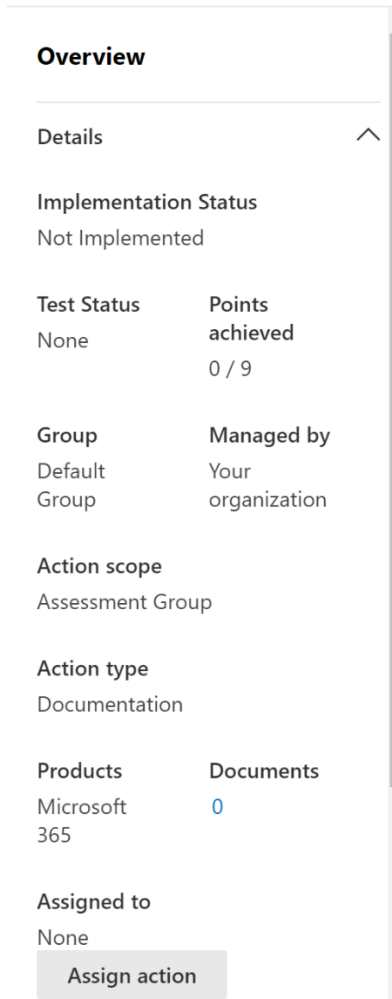 Overview
Details
Implementation Status
Not Implemented
Test Status
None
Points
achieved
0 / 9
Group
Default
Group
Managed by
Your
organization
Action scope
Assessment Group
Action type
Documentation
Products
Microsoft
365
Documents
0
Assigned to
None
Assign action